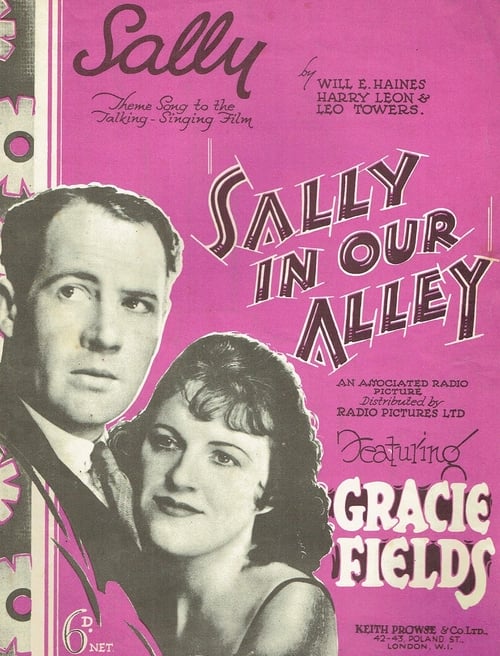 Sally
by
WILL E. HAINES
HARRY LEON &
LEO TOWERS.
Theme Song to the
Talking-Singing Film
SALLY
IN OUR
ALLEY
AN ASSOCIATED RADIO
PICTURE
Distributed by
RADIO PICTURES LTD
Featuring
GRACIE
FIELDS
6D.
NET.
KEITH PROWSE & Co. LTD.,
42-43, POLAND ST.,
LONDON, W.1.